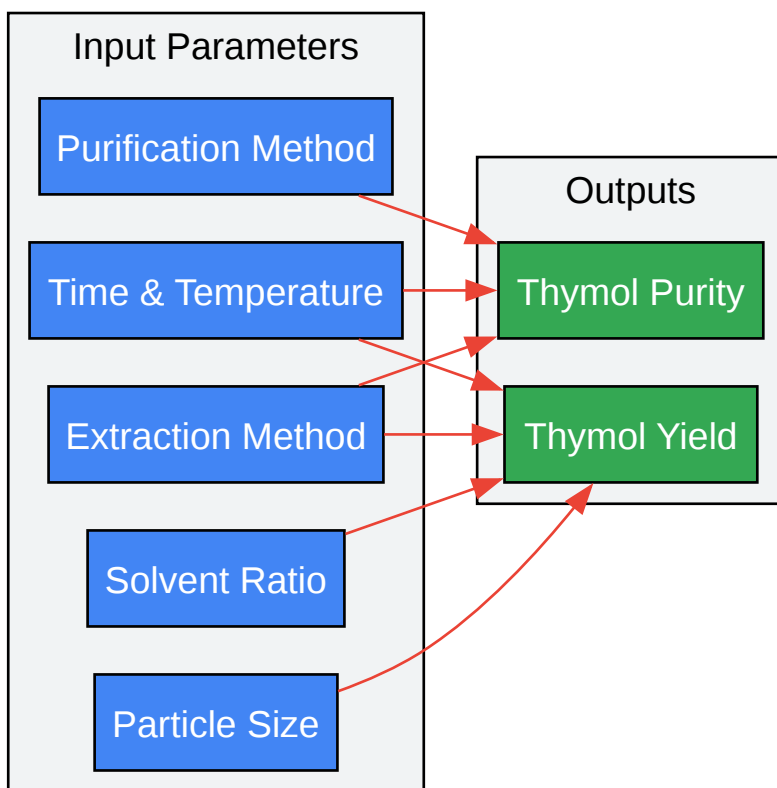 Input Parameters
Purification Method
Time & Temperature
Extraction Method
Solvent Ratio
Particle Size
Outputs
Thymol Purity
Thymol Yield